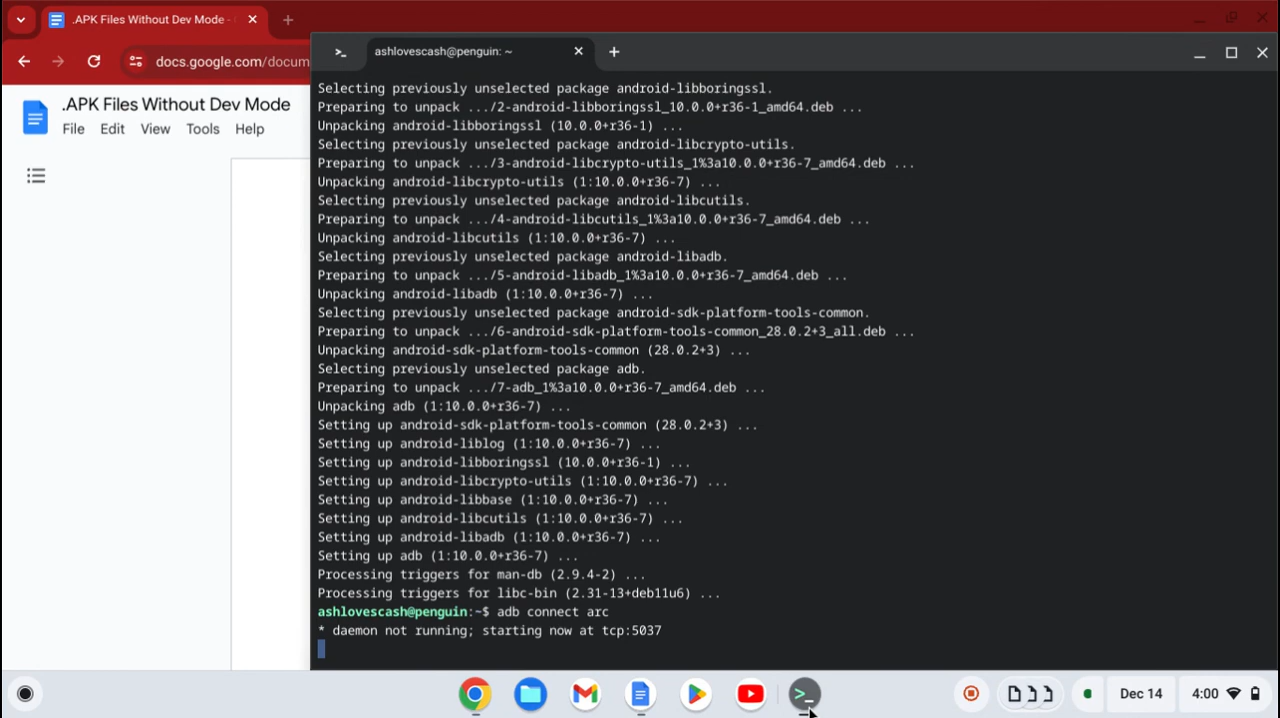 .APK Files Without Dev Mode -
docs.google.com/docum
.APK Files Without Dev Mode
File Edit View Tools Help
ashlovescash@penguin: ~
Selecting previously unselected package android-libboringssl.
Preparing to unpack .../2-android-libboringssl_10.0.0+r36-1_amd64.deb ...
Unpacking android-libboringssl (10.0.0+r36-1) ...
Selecting previously unselected package android-libcrypto-utils.
Preparing to unpack .../3-android-libcrypto-utils_1%3a10.0.0+r36-7_amd64.deb ...
Unpacking android-libcrypto-utils (1:10.0.0+r36-7) ...
Selecting previously unselected package android-libcutils.
Preparing to unpack .../4-android-libcutils_1%3a10.0.0+r36-7_amd64.deb ...
Unpacking android-libcutils (1:10.0.0+r36-7) ...
Selecting previously unselected package android-libadb.
Preparing to unpack .../5-android-libadb_1%3a10.0.0+r36-7_amd64.deb ...
Unpacking android-libadb (1:10.0.0+r36-7) ...
Selecting previously unselected package android-sdk-platform-tools-common.
Preparing to unpack .../6-android-sdk-platform-tools-common_28.0.2+3_all.deb ...
Unpacking android-sdk-platform-tools-common (28.0.2+3) ...
Selecting previously unselected package adb.
Preparing to unpack .../7-adb_1%3a10.0.0+r36-7_amd64.deb ...
Unpacking adb (1:10.0.0+r36-7) ...
Setting up android-sdk-platform-tools-common (28.0.2+3) ...
Setting up android-liblog (1:10.0.0+r36-7) ...
Setting up android-libboringssl (10.0.0+r36-1) ...
Setting up android-libcrypto-utils (1:10.0.0+r36-7) ...
Setting up android-libbase (1:10.0.0+r36-7) ...
Setting up android-libcutils (1:10.0.0+r36-7) ...
Setting up android-libadb (1:10.0.0+r36-7) ...
Setting up adb (1:10.0.0+r36-7) ...
Processing triggers for man-db (2.9.4-2) ...
Processing triggers for libc-bin (2.31-13+deb11u6) ...
ashlovescash@penguin:~$ adb connect arc
* daemon not running; starting now at tcp:5037
Dec 14 4:00